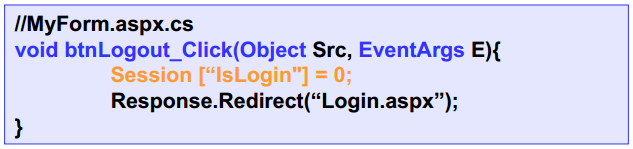 //MyForm.aspx.cs
void btnLogout_Click(Object Src, EventArgs E){
Session [“IsLogin"] = 0;
Response.Redirect(“Login.aspx”);
}